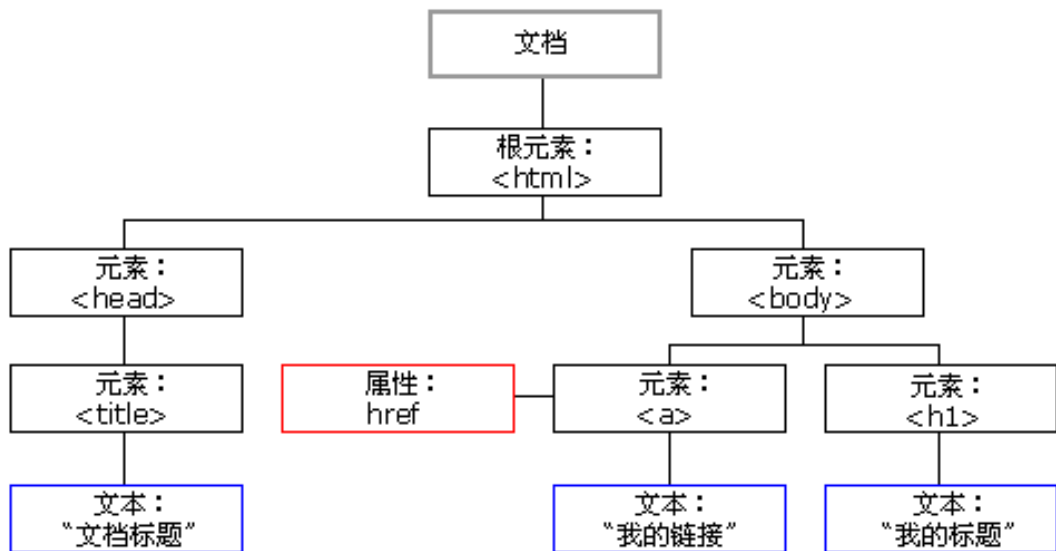 文档
根元素：
<html>
元素：
<head>
元素：
<body>
元素：
<title>
属性：
href
元素：
<a>
元素：
<h1>
文本：
“文档标题”
文本：
“我的链接”
文本：
“我的标题”